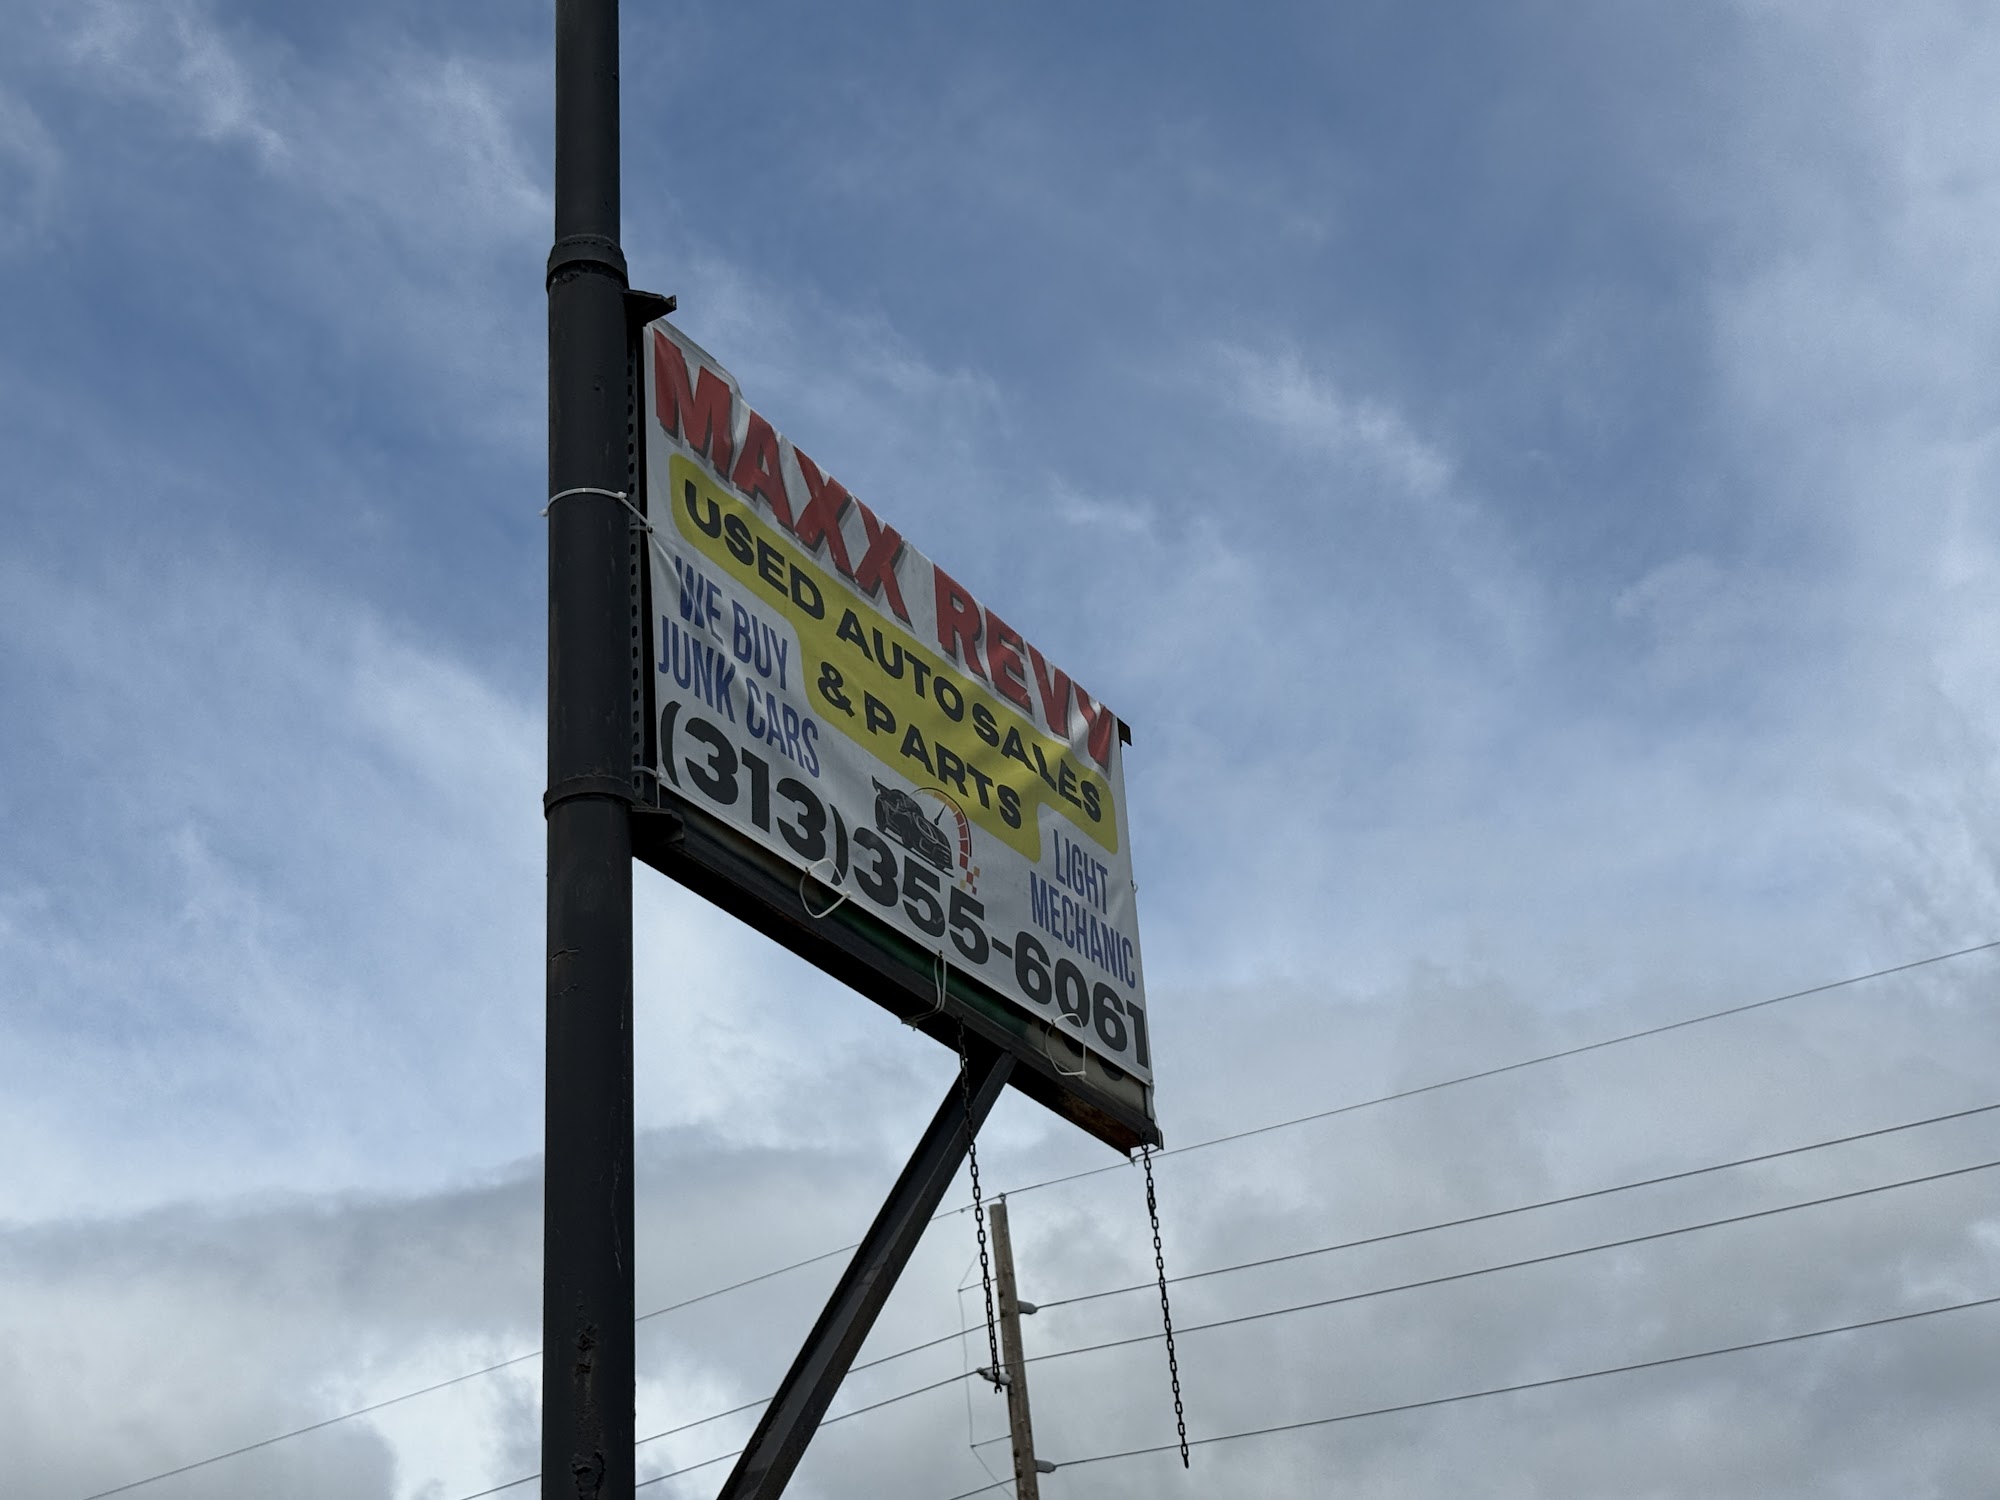 MAXX REVV
USED AUTO SALES
& PARTS
WE BUY
JUNK CARS
LIGHT
MECHANIC
(313)355-6061